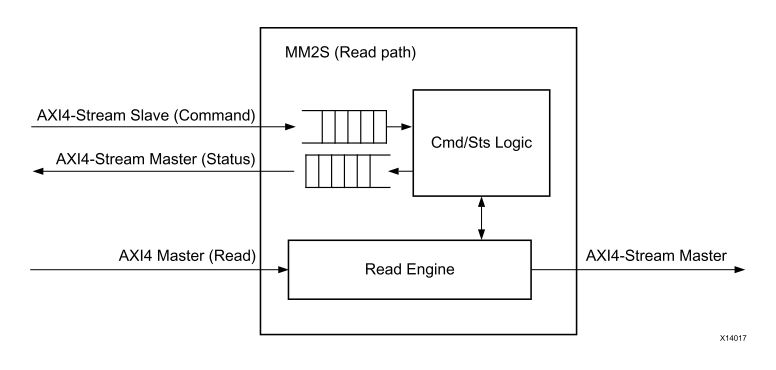 MM2S (Read path)
AXI4-Stream Slave (Command)
Cmd/Sts Logic
AXI4-Stream Master (Status)
AXI4 Master (Read)
Read Engine
AXI4-Stream Master
X14017